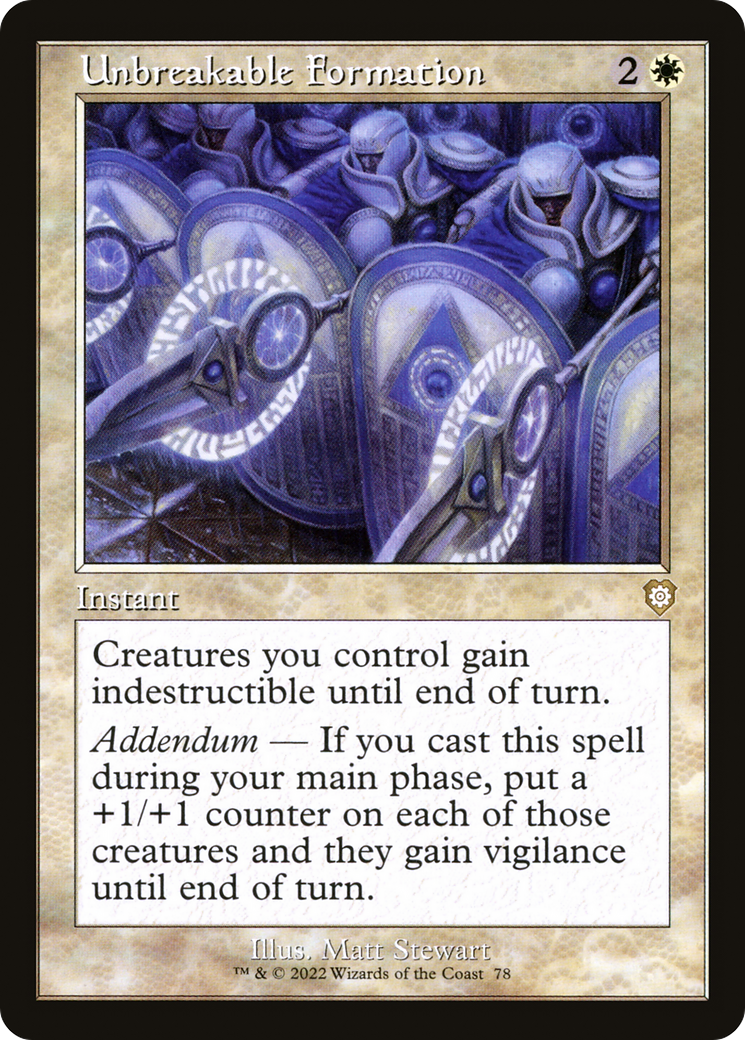 Unbreakable Formation 2
Instant
Creatures you control gain
indestructible until end of turn.
Addendum — If you cast this spell
during your main phase, put a
+1/+1 counter on each of those
creatures and they gain vigilance
until end of turn.
Illus. Matt Stewart
™ & © 2022 Wizards of the Coast 78